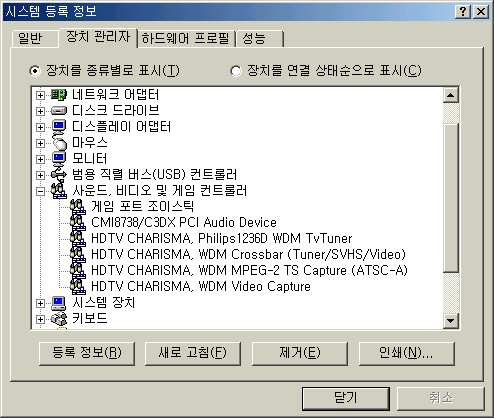 시스템 등록 정보
일반 장치 관리자 하드웨어 프로필 성능
장치를 종류별로 표시(T) 장치를 연결 상태순으로 표시(C)
네트워크 어댑터
디스크 드라이브
디스플레이 어댑터
마우스
모니터
범용 직렬 버스(USB) 컨트롤러
사운드, 비디오 및 게임 컨트롤러
게임 포트 조이스틱
CMI8738/C3DX PCI Audio Device
HDTV CHARISMA, Philips1236D WDM TvTuner
HDTV CHARISMA, WDM Crossbar (Tuner/SVHS/Video)
HDTV CHARISMA, WDM MPEG-2 TS Capture (ATSC-A)
HDTV CHARISMA, WDM Video Capture
시스템 장치
키보드
등록 정보(R) 새로 고침(F) 제거(E) 인쇄(N)...
닫기 취소